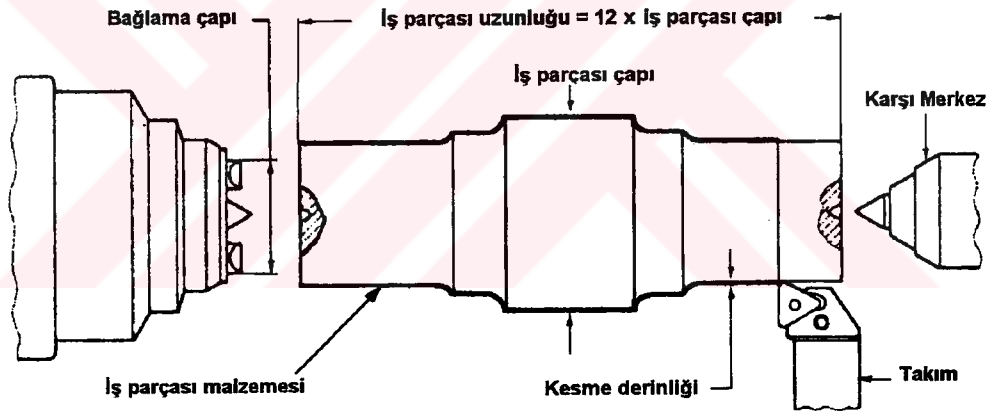 Bağlama çapı
İş parçası uzunluğu = 12 x İş parçası çapı
İş parçası çapı
Karşı Merkez
İş parçası malzemesi
Kesme derinliği
Takım